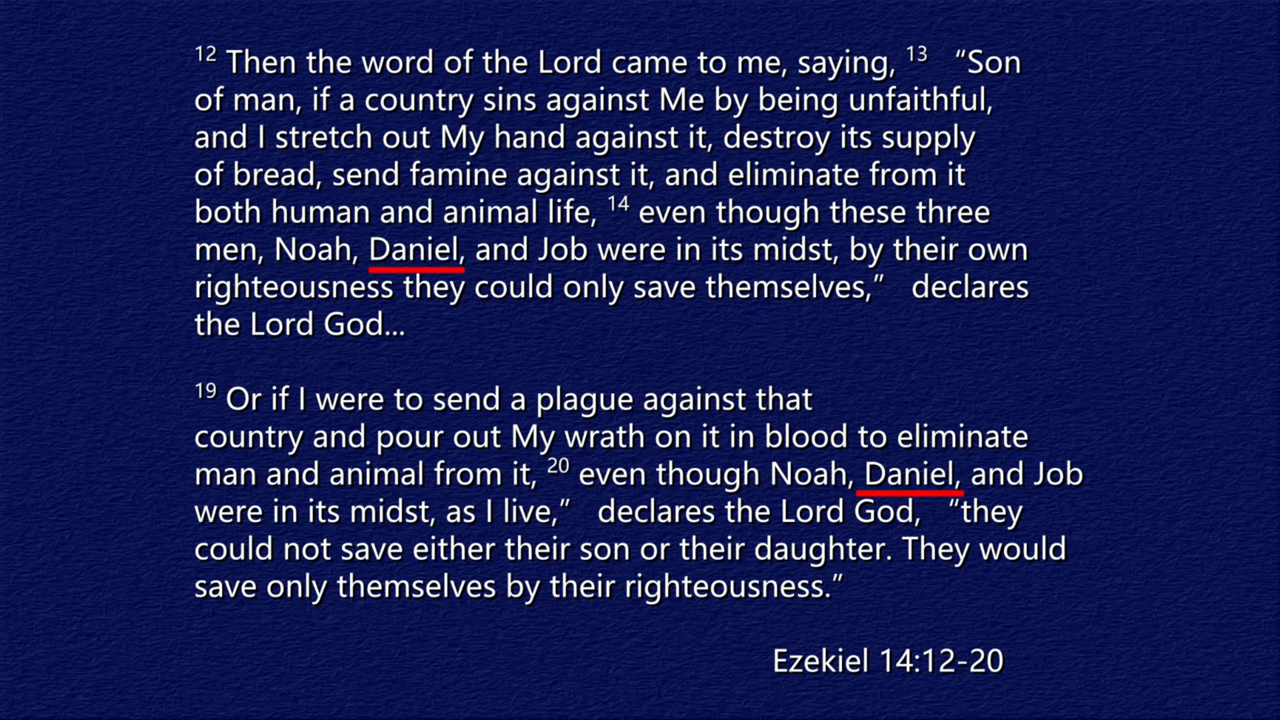 12 Then the word of the Lord came to me, saying, 13 “Son
of man, if a country sins against Me by being unfaithful,
and I stretch out My hand against it, destroy its supply
of bread, send famine against it, and eliminate from it
both human and animal life, 14 even though these three
men, Noah, Daniel, and Job were in its midst, by their own
righteousness they could only save themselves,” declares
the Lord God...
19 Or if I were to send a plague against that
country and pour out My wrath on it in blood to eliminate
man and animal from it, 20 even though Noah, Daniel, and Job
were in its midst, as I live,” declares the Lord God, “they
could not save either their son or their daughter. They would
save only themselves by their righteousness.”
Ezekiel 14:12-20